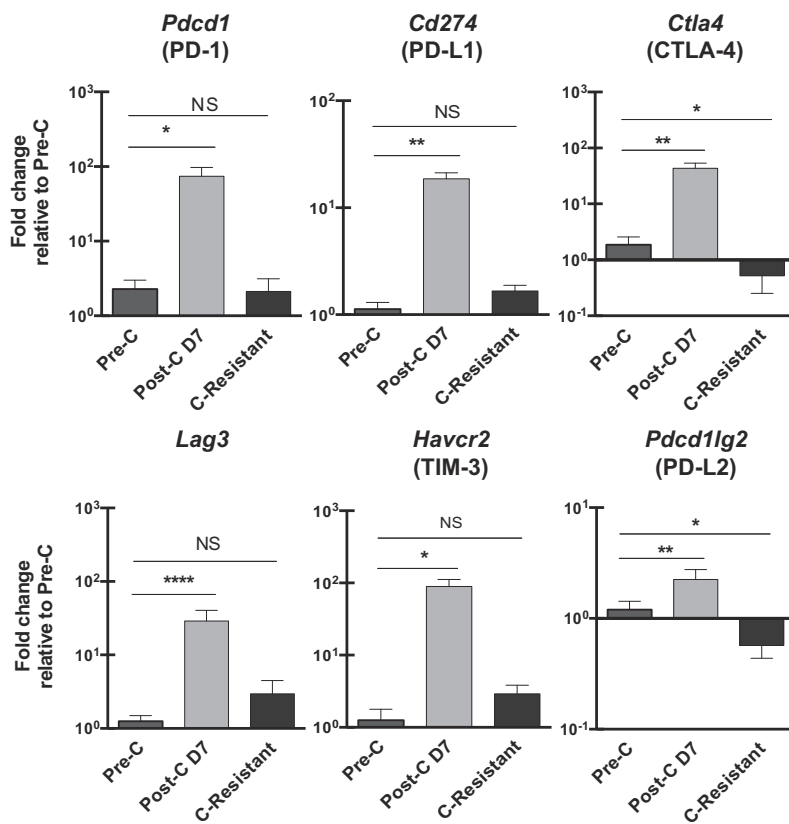 Pdcd1
(PD-1)
Cd274
(PD-L1)
Ctla4
(CTLA-4)
Fold change
relative to Pre-C
10³
10²
10¹
10⁰
NS
*
Pre-C
Post-C D7
C-Resistant
10²
10¹
10⁰
NS
**
Pre-C
Post-C D7
C-Resistant
10³
10²
10¹
10⁰
10⁻¹
*
**
Pre-C
Post-C D7
C-Resistant
Lag3
Havcr2
(TIM-3)
Pdcd1lg2
(PD-L2)
Fold change
relative to Pre-C
10³
10²
10¹
10⁰
NS
****
Pre-C
Post-C D7
C-Resistant
10³
10²
10¹
10⁰
NS
*
Pre-C
Post-C D7
C-Resistant
10¹
10⁰
10⁻¹
*
**
Pre-C
Post-C D7
C-Resistant